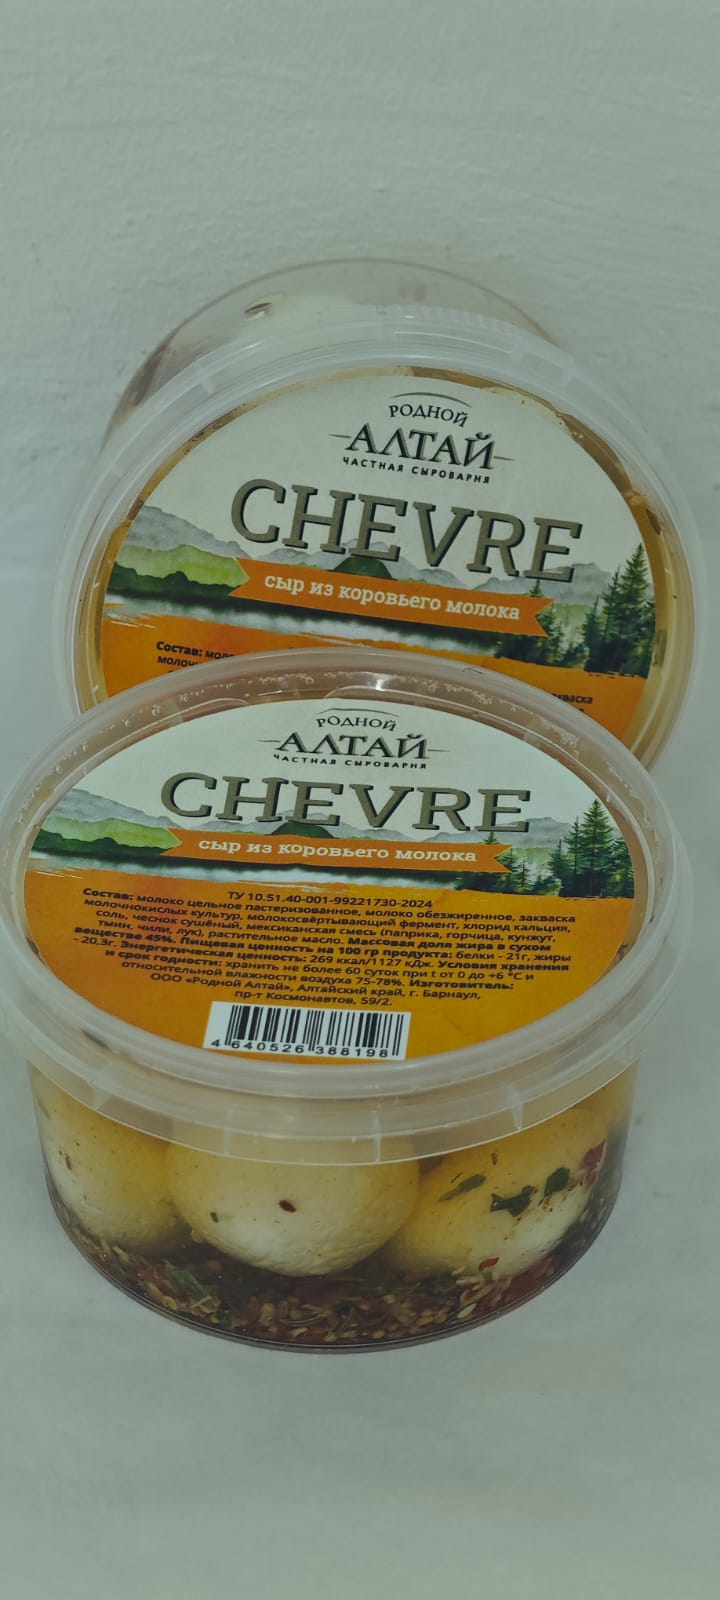 РОДНОЙ
АЛТАЙ
ЧАСТНАЯ СЫРОВАРНЯ
CHEVRE
сыр из коровьего молока
Состав:
закваска
РОДНОЙ
АЛТАЙ
ЧАСТНАЯ СЫРОВАРНЯ
CHEVRE
сыр из коровьего молока
ТУ 10.51.40-001-99221730-2024
Состав: молоко цельное пастеризованное, молоко обезжиренное, закваска
молочнокислых культур, молокосвёртывающий фермент, хлорид кальция,
соль, чеснок сушёный, мексиканская смесь (паприка, горчица, кунжут,
тмин, чили, лук), растительное масло. Массовая доля жира в сухом
веществе 45%. Пищевая ценность на 100 гр продукта: белки - 21г, жиры
- 20,3г. Энергетическая ценность: 269 ккал/1127 кДж. Условия хранения
и срок годности: хранить не более 60 суток при t от 0 до +6 °С и
относительной влажности воздуха 75-78%. Изготовитель:
ООО «Родной Алтай», Алтайский край, г. Барнаул,
пр-т Космонавтов, 59/2.
4 640526 388198